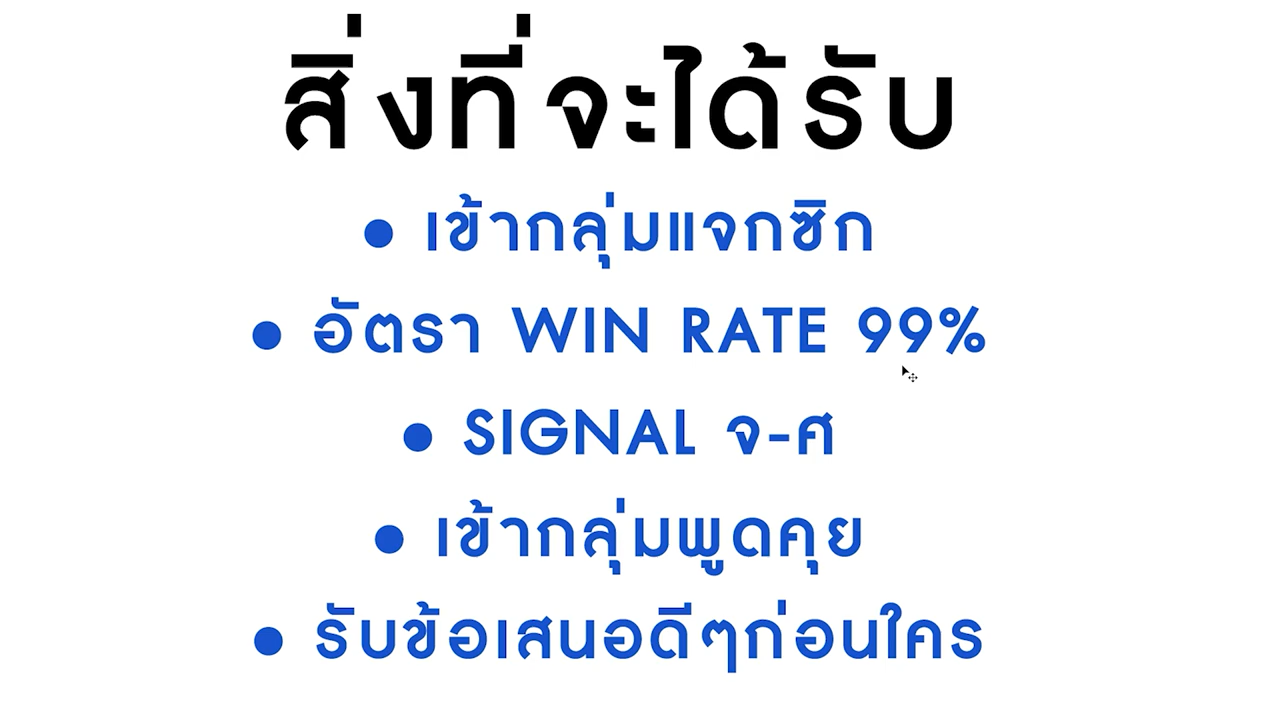 สิ่งที่จะได้รับ
● เข้ากลุ่มแจกซิก
● อัตรา WIN RATE 99%
● SIGNAL จ-ศ
● เข้ากลุ่มพูดคุย
● รับข้อเสนอดีๆก่อนใคร